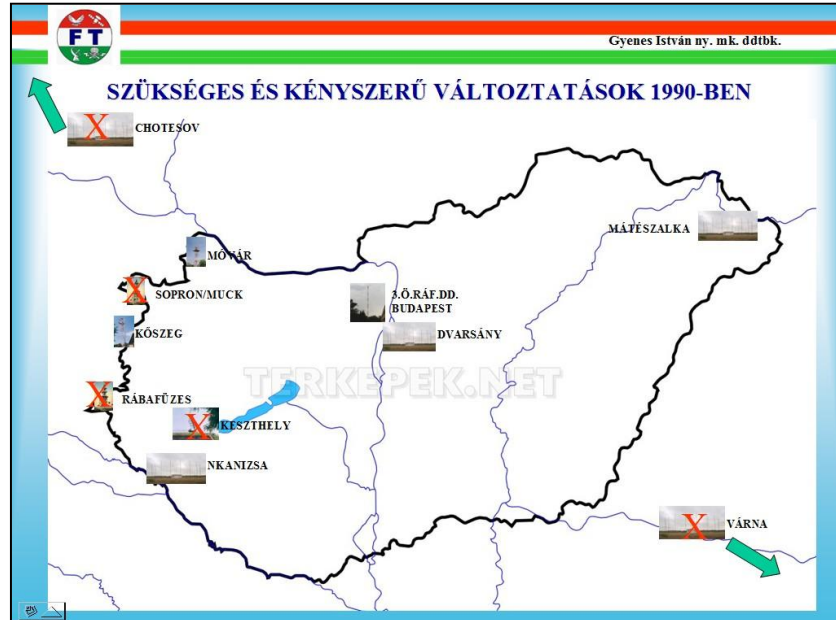 FT
Gyenes István ny. mk. ddtbk.
SZÜKSÉGES ÉS KÉNYSZERŰ VÁLTOZTATÁSOK 1990-BEN
X
CHOTESOV
MÁTÉSZALKA
MÓVÁR
X
SOPRON/MUCK
3.Ö.RÁF.DD.
BUDAPEST
KŐSZEG
DVARSÁNY
TERKEPEK.NET
X
RÁBAFÜZES
X
KESZTHELY
NKANIZSA
X
VÁRNA